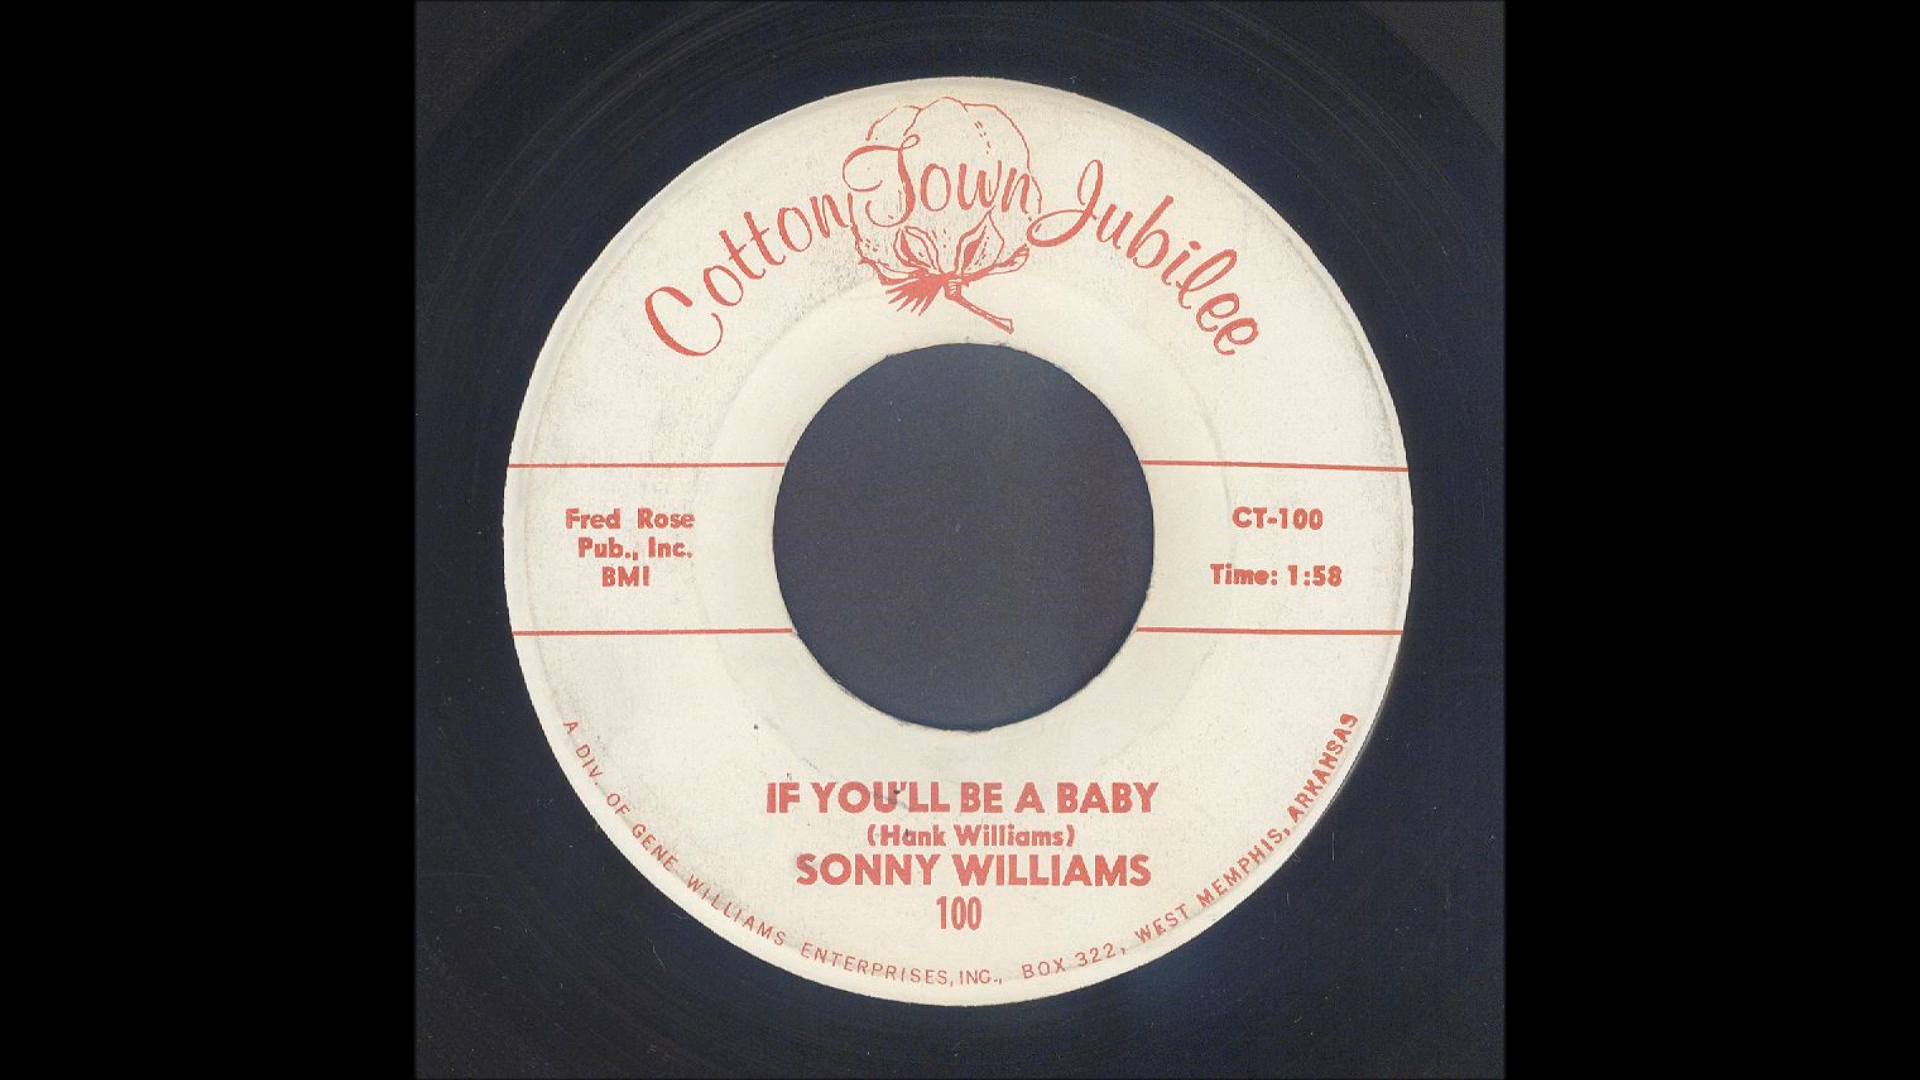 Cotton Town Jubilee
Fred Rose
Pub., Inc.
BMI
CT-100
Time: 1:58
IF YOU'LL BE A BABY
(Hank Williams)
SONNY WILLIAMS
100
A DIV. OF GENE WILLIAMS ENTERPRISES, INC., BOX 322, WEST MEMPHIS, ARKANSAS